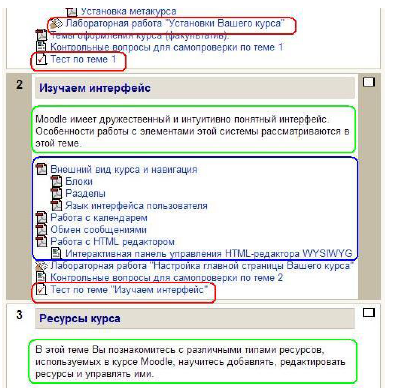 Установка метакурса
Лабораторная работа "Установки Вашего курса"
Темы оформления курса (факультатив).
Контрольные вопросы для самопроверки по теме 1
Тест по теме 1
2 Изучаем интерфейс
Moodle имеет дружественный и интуитивно понятный интерфейс.
Особенности работы с элементами этой системы рассматриваются в
этой теме.
Внешний вид курса и навигация
Блоки
Разделы
Язык интерфейса пользователя
Работа с календарем
Обмен сообщениями
Работа с HTML редактором
Интерактивная панель управления HTML-редактора WYSIWYG
Лабораторная работа "Настройка главной страницы Вашего курса"
Контрольные вопросы для самопроверки по теме 2
Тест по теме "Изучаем интерфейс"
3 Ресурсы курса
В этой теме Вы познакомитесь с различными типами ресурсов,
используемых в курсе Moodle, научитесь добавлять, редактировать
ресурсы и управлять ими.